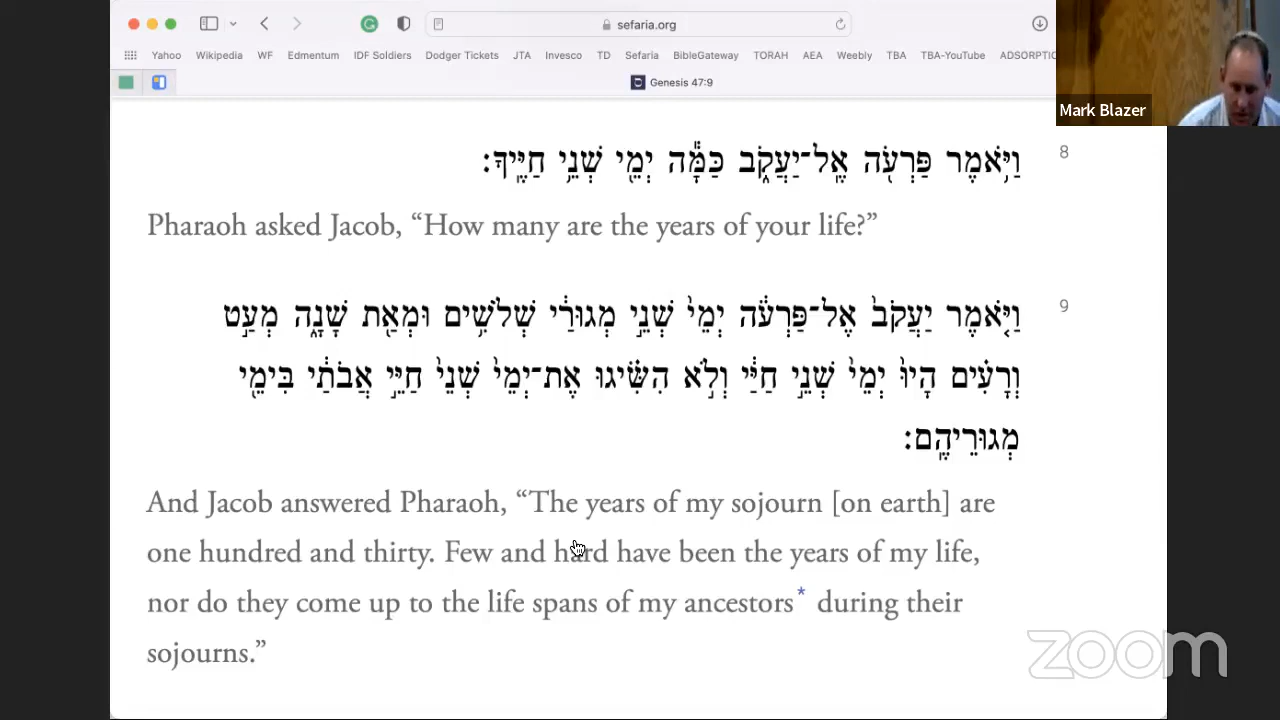 sefaria.org
Yahoo Wikipedia WF Edmentum IDF Soldiers Dodger Tickets JTA Invesco TD Sefaria BibleGateway TORAH AEA Weebly TBA TBA-YouTube ADSORPTIO
Genesis 47:9
Mark Blazer
8
וַיֹּ֥אמֶר פַּרְעֹ֖ה אֶֽל־יַעֲקֹ֑ב כַּמָּ֕ה יְמֵ֖י שְׁנֵ֥י חַיֶּֽיךָ׃
Pharaoh asked Jacob, “How many are the years of your life?”
9
וַיֹּ֤אמֶר יַעֲקֹב֙ אֶל־פַּרְעֹ֔ה יְמֵי֙ שְׁנֵ֣י מְגוּרַ֔י שְׁלֹשִׁ֥ים וּמְאַ֖ת שָׁנָ֑ה מְעַ֣ט
וְרָעִ֗ים הָיוּ֙ יְמֵי֙ שְׁנֵ֣י חַיַּ֔י וְלֹ֣א הִשִּׂ֗יגוּ אֶת־יְמֵי֙ שְׁנֵי֙ חַיֵּ֣י אֲבֹתַ֔י בִּימֵ֖י
מְגוּרֵיהֶֽם׃
And Jacob answered Pharaoh, “The years of my sojourn [on earth] are
one hundred and thirty. Few and hard have been the years of my life,
nor do they come up to the life spans of my ancestors* during their
sojourns.”
zoom